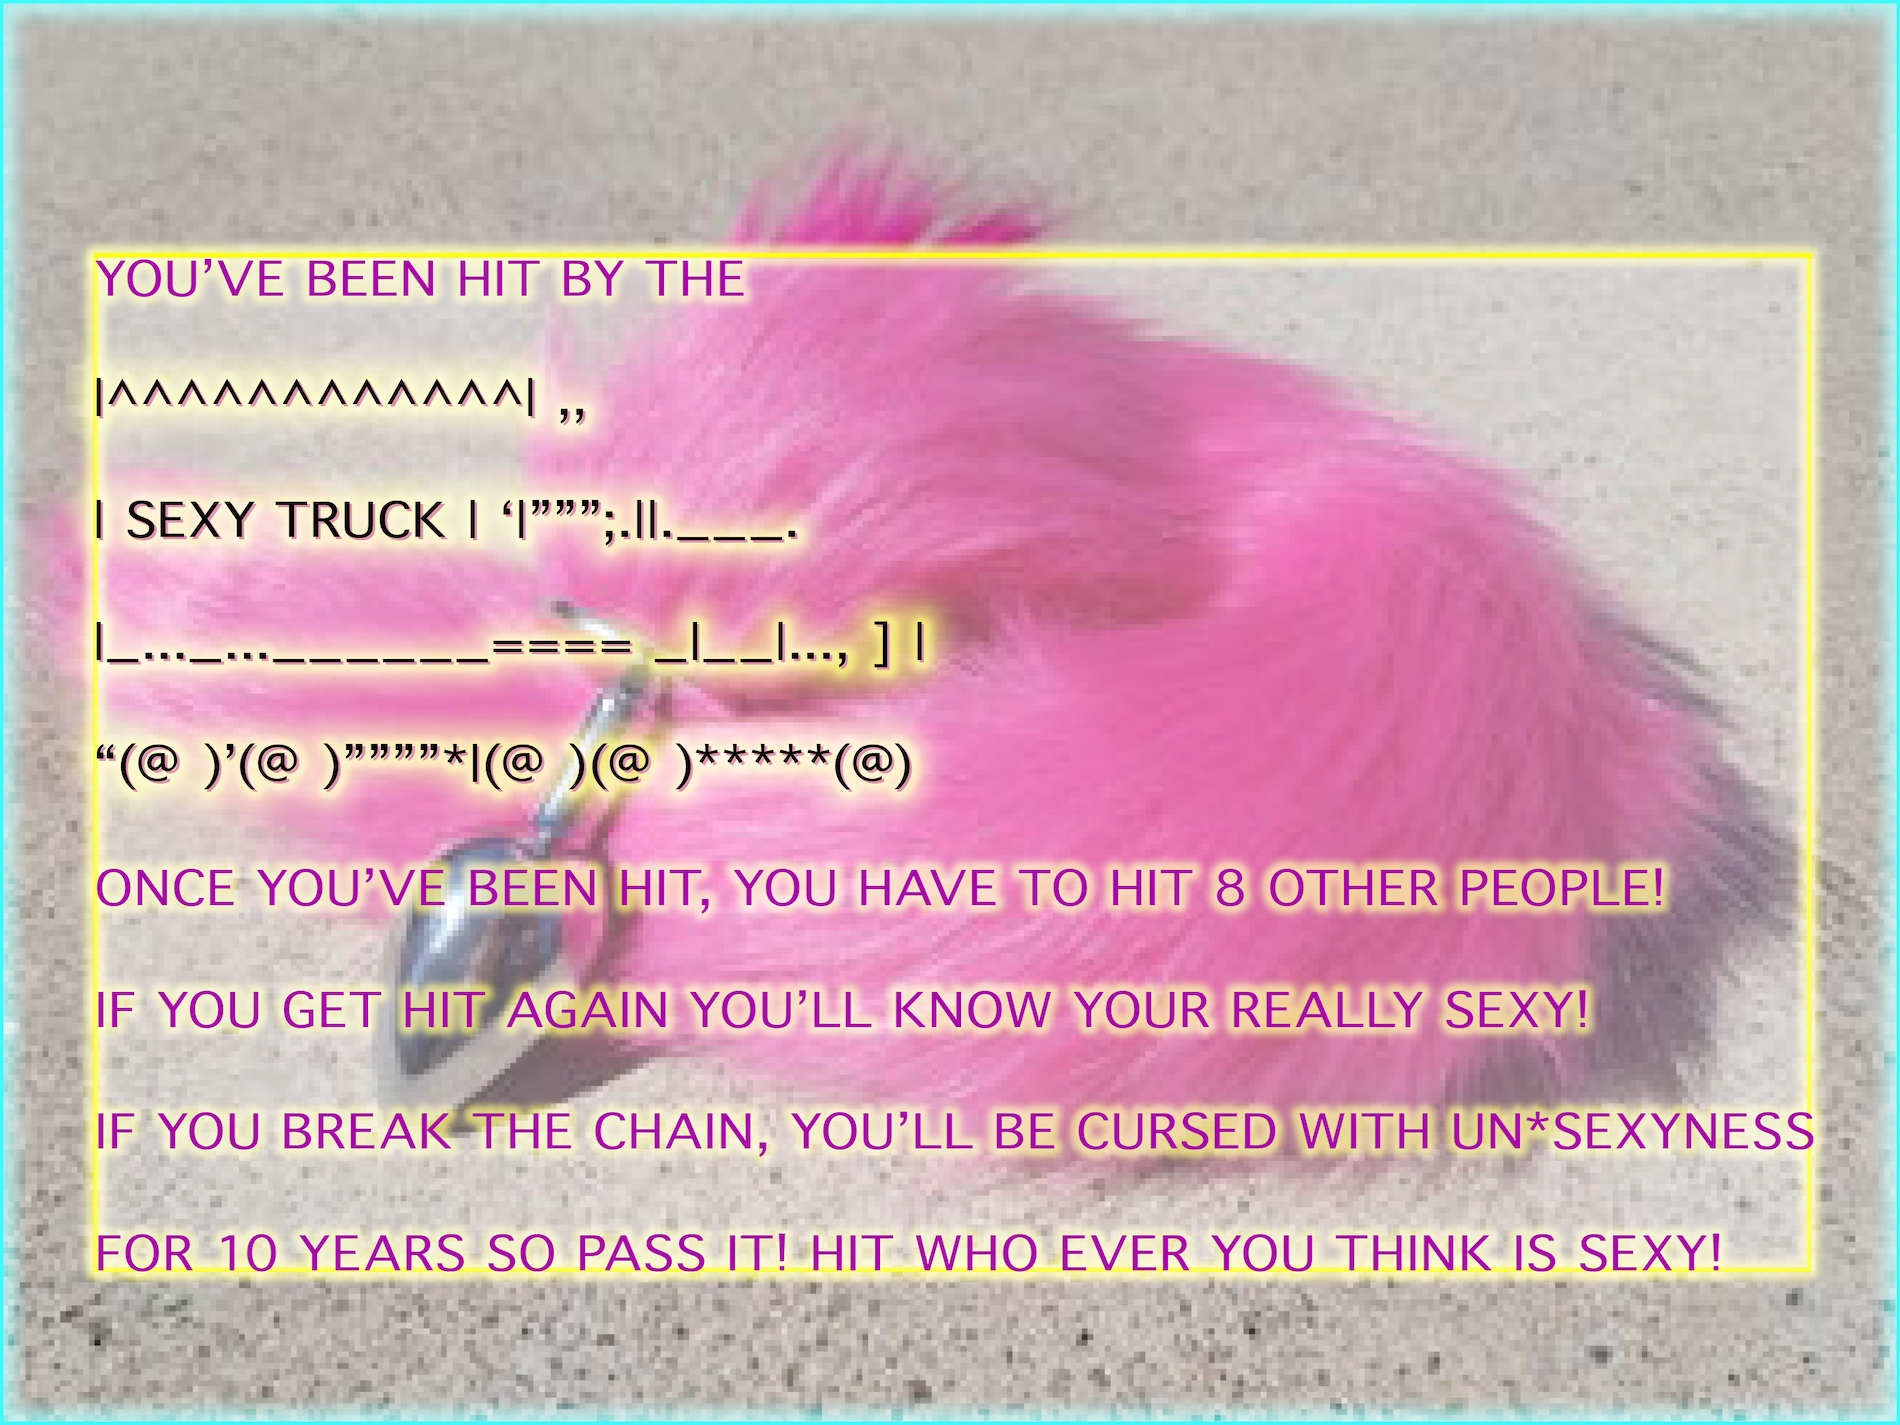 YOU’VE BEEN HIT BY THE
|^^^^^^^^^^^^| ,,
| SEXY TRUCK | ‘|”””;.||.___.
|_..._...______==== _|__|..., ] |
“(@ )’(@ )””””*|(@ )(@ )*****(@)
ONCE YOU’VE BEEN HIT, YOU HAVE TO HIT 8 OTHER PEOPLE!
IF YOU GET HIT AGAIN YOU’LL KNOW YOUR REALLY SEXY!
IF YOU BREAK THE CHAIN, YOU’LL BE CURSED WITH UN*SEXYNESS
FOR 10 YEARS SO PASS IT! HIT WHO EVER YOU THINK IS SEXY!